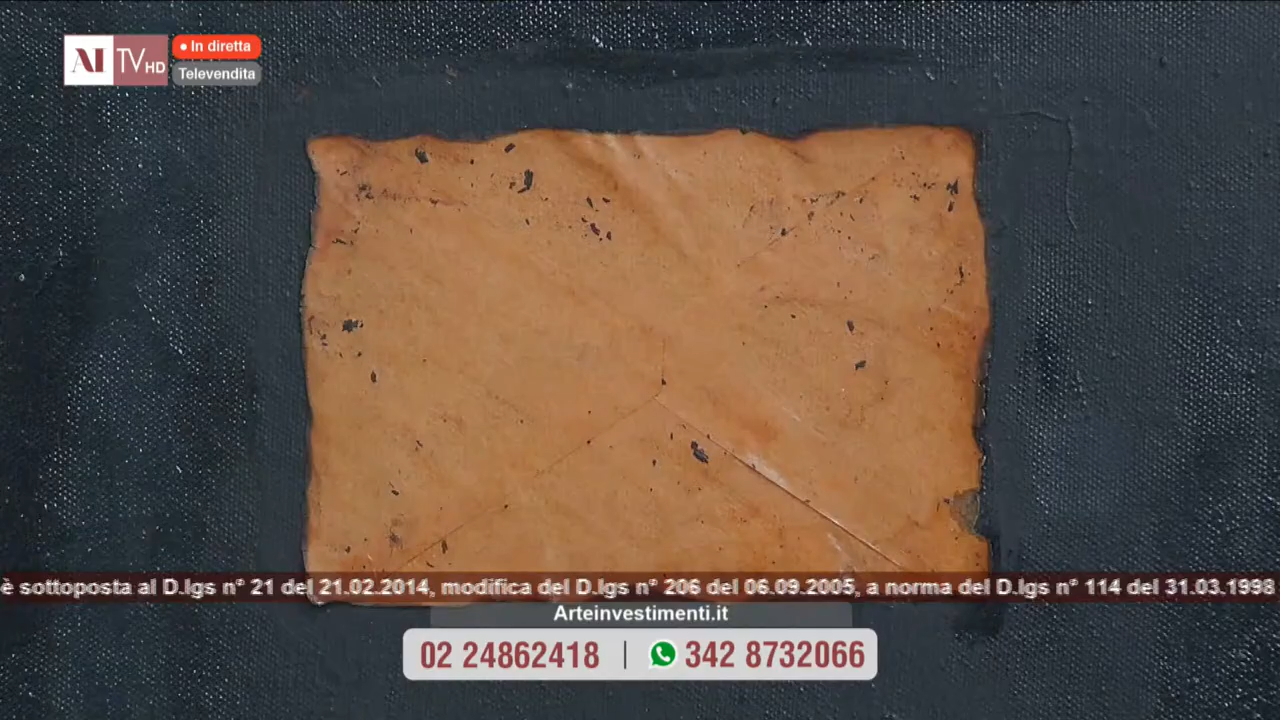 AI TV HD
• In diretta
Televendita
è sottoposta al D.lgs n° 21 del 21.02.2014, modifica del D.lgs n° 206 del 06.09.2005, a norma del D.lgs n° 114 del 31.03.1998
Arteinvestimenti.it
02 24862418 | 342 8732066